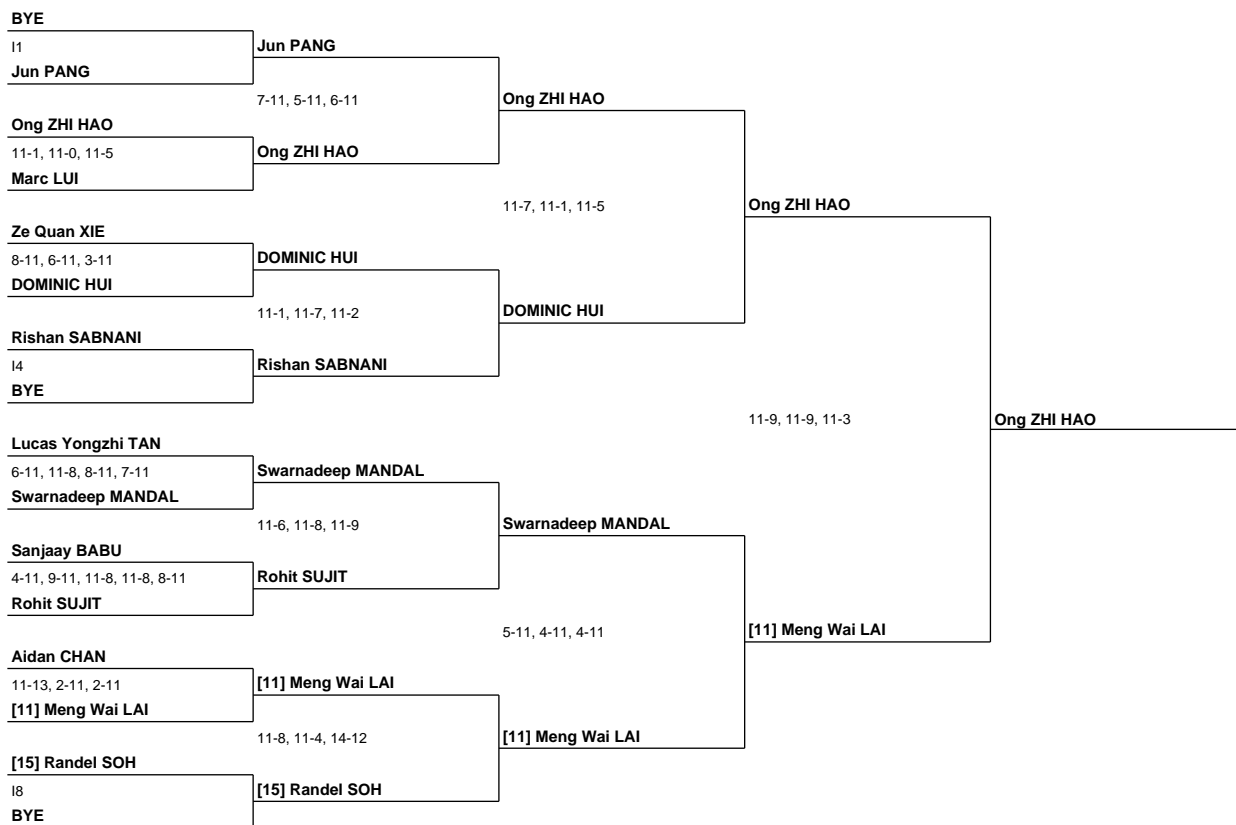 BYE
I1
Jun PANG
Jun PANG
7-11, 5-11, 6-11
Ong ZHI HAO
Ong ZHI HAO
11-1, 11-0, 11-5
Ong ZHI HAO
Marc LUI
11-7, 11-1, 11-5
Ong ZHI HAO
Ze Quan XIE
8-11, 6-11, 3-11
DOMINIC HUI
DOMINIC HUI
11-1, 11-7, 11-2
DOMINIC HUI
Rishan SABNANI
I4
Rishan SABNANI
BYE
11-9, 11-9, 11-3
Ong ZHI HAO
Lucas Yongzhi TAN
6-11, 11-8, 8-11, 7-11
Swarnadeep MANDAL
Swarnadeep MANDAL
11-6, 11-8, 11-9
Swarnadeep MANDAL
Sanjaay BABU
4-11, 9-11, 11-8, 11-8, 8-11
Rohit SUJIT
Rohit SUJIT
5-11, 4-11, 4-11
[11] Meng Wai LAI
Aidan CHAN
11-13, 2-11, 2-11
[11] Meng Wai LAI
[11] Meng Wai LAI
11-8, 11-4, 14-12
[11] Meng Wai LAI
[15] Randel SOH
I8
[15] Randel SOH
BYE